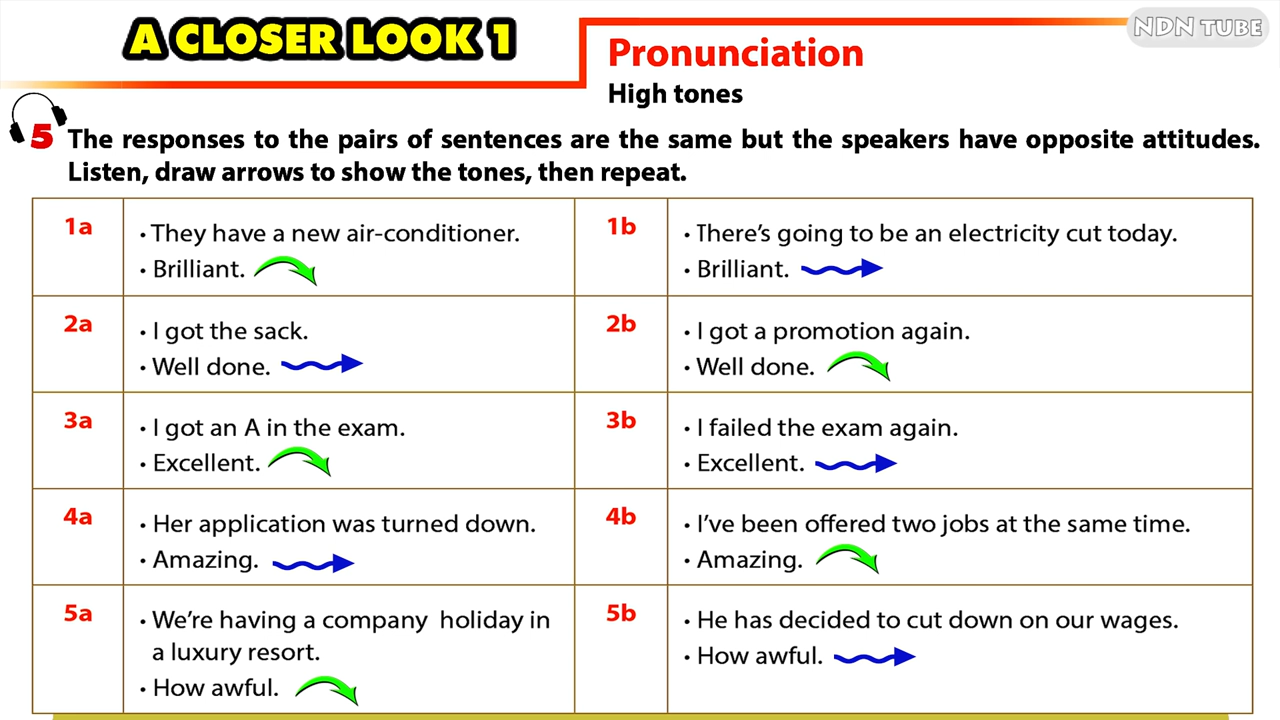 A CLOSER LOOK 1
Pronunciation
NDN TUBE
High tones
5 The responses to the pairs of sentences are the same but the speakers have opposite attitudes.
Listen, draw arrows to show the tones, then repeat.
1a
• They have a new air-conditioner.
• Brilliant.
1b
• There's going to be an electricity cut today.
• Brilliant.
2a
• I got the sack.
• Well done.
2b
• I got a promotion again.
• Well done.
3a
• I got an A in the exam.
• Excellent.
3b
• I failed the exam again.
• Excellent.
4a
• Her application was turned down.
• Amazing.
4b
• I've been offered two jobs at the same time.
• Amazing.
5a
• We're having a company holiday in
a luxury resort.
• How awful.
5b
• He has decided to cut down on our wages.
• How awful.